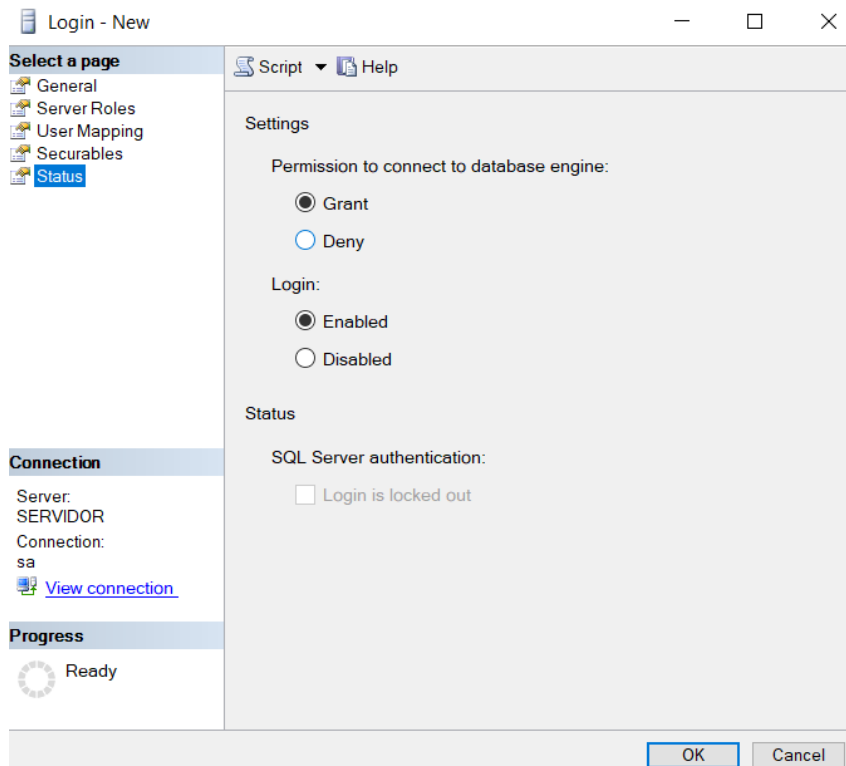 Login - New
Select a page
General
Server Roles
User Mapping
Securables
Status
Connection
Server:
SERVIDOR
Connection:
sa
View connection
Progress
Ready
Script
Help
Settings
Permission to connect to database engine:
Grant
Deny
Login:
Enabled
Disabled
Status
SQL Server authentication:
Login is locked out
OK
Cancel